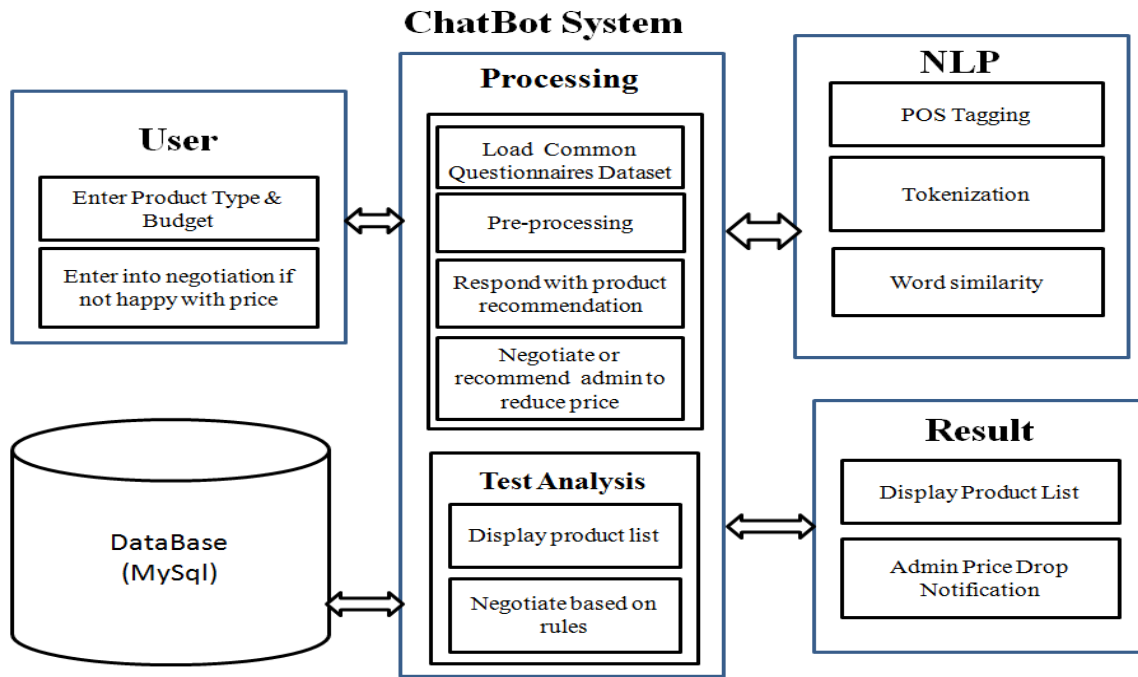 ChatBot System
User
Enter Product Type &
Budget
Enter into negotiation if
not happy with price
DataBase
(MySql)
Processing
Load Common
Questionnaires Dataset
Pre-processing
Respond with product
recommendation
Negotiate or
recommend admin to
reduce price
Test Analysis
Display product list
Negotiate based on
rules
NLP
POS Tagging
Tokenization
Word similarity
Result
Display Product List
Admin Price Drop
Notification